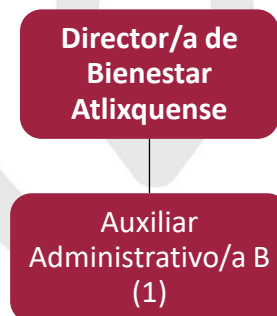 Director/a de
Bienestar
Atlixquense
Auxiliar
Administrativo/a B
(1)